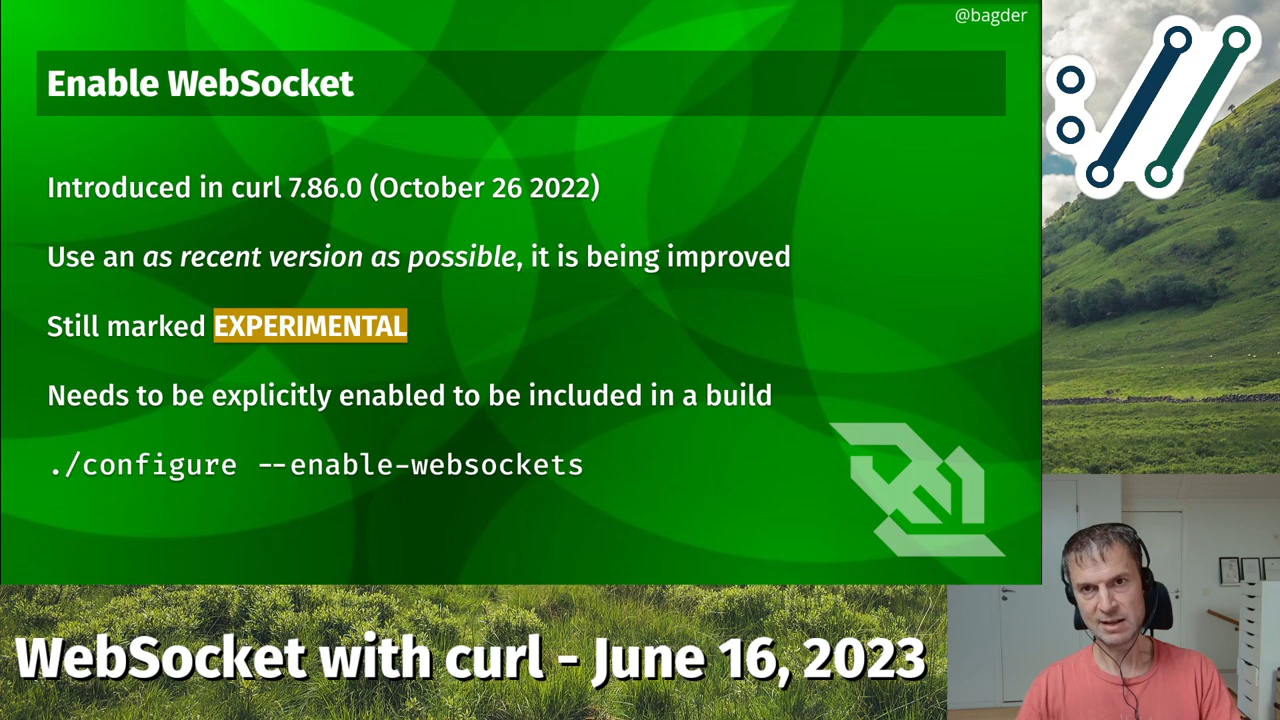 @bagder
Enable WebSocket
Introduced in curl 7.86.0 (October 26 2022)
Use an as recent version as possible, it is being improved
Still marked EXPERIMENTAL
Needs to be explicitly enabled to be included in a build
./configure --enable-websockets
WebSocket with curl - June 16, 2023